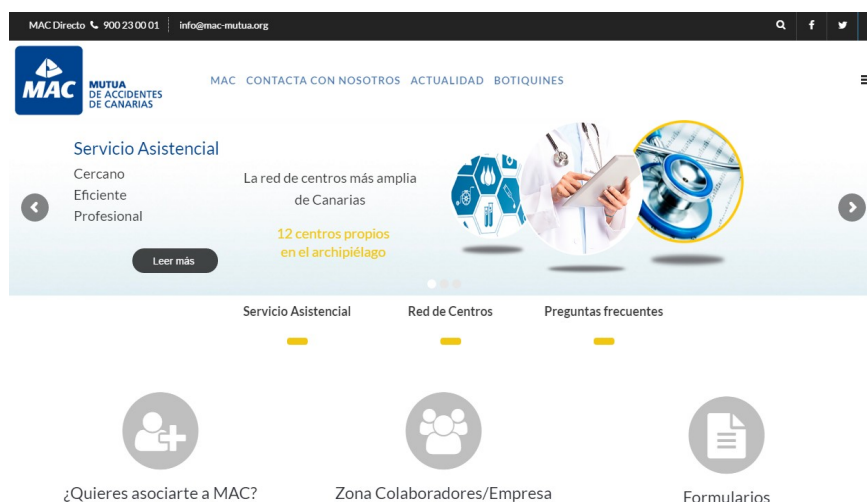 MAC Directo 900 23 00 01 info@mac-mutua.org
MAC
MUTUA
DE ACCIDENTES
DE CANARIAS
MAC CONTACTA CON NOSOTROS ACTUALIDAD BOTIQUINES
Servicio Asistencial
Cercano
Eficiente
Profesional
Leer más
La red de centros más amplia
de Canarias
12 centros propios
en el archipiélago
Servicio Asistencial Red de Centros Preguntas frecuentes
¿Quieres asociarte a MAC? Zona Colaboradores/Empresa Formularios